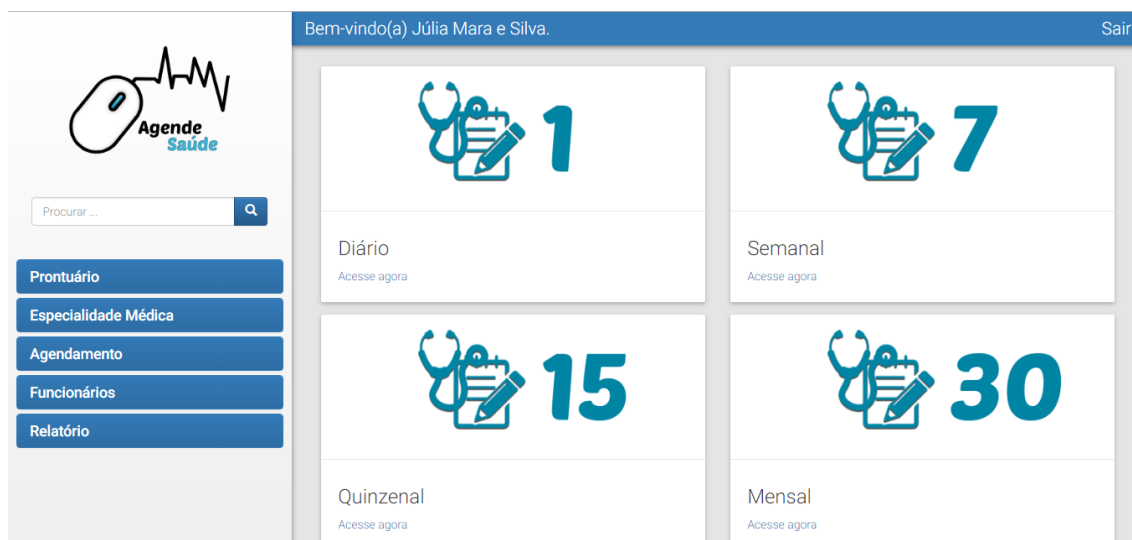 Agende
Saúde
Procurar ...
Prontuário
Especialidade Médica
Agendamento
Funcionários
Relatório
Bem-vindo(a) Júlia Mara e Silva.
Sair
1
Diário
Acesse agora
7
Semanal
Acesse agora
15
Quinzenal
Acesse agora
30
Mensal
Acesse agora